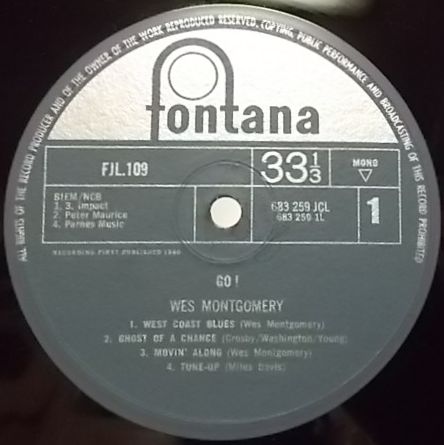 ALL RIGHTS OF THE RECORD PRODUCER AND OF THE OWNER OF THE WORK REPRODUCED RESERVED. COPYING, PUBLIC PERFORMANCE AND BROADCASTING OF THIS RECORD PROHIBITED
fontana
FJL.109
33 1/3
MONO
▽
BIEM/NCB
1. 3. Impact
2. Peter Maurice
4. Parnes Music
683 259 JCL
683 259 1L
1
RECORDING FIRST PUBLISHED 1960
GO!
WES MONTGOMERY
1. WEST COAST BLUES (Wes Montgomery)
2. GHOST OF A CHANCE (Crosby/Washington/Young)
3. MOVIN' ALONG (Wes Montgomery)
4. TUNE-UP (Miles Davis)